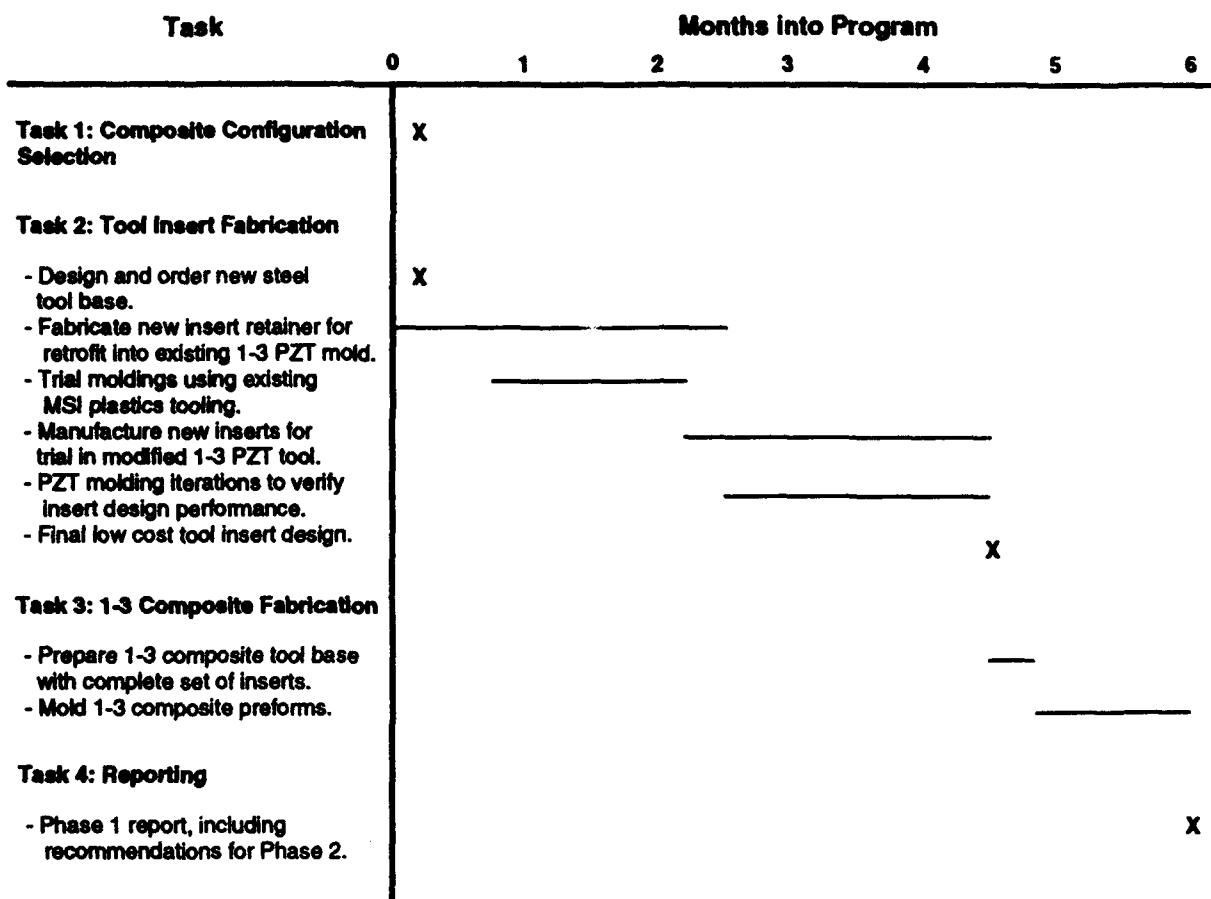 Task Months into Program
0 1 2 3 4 5 6
Task 1: Composite Configuration X
Selection
Task 2: Tool Insert Fabrication
- Design and order new steel X
tool base.
- Fabricate new insert retainer for
retrofit into existing 1-3 PZT mold.
- Trial moldings using existing
MSI plastics tooling.
- Manufacture new inserts for
trial in modified 1-3 PZT tool.
- PZT molding iterations to verify
insert design performance.
- Final low cost tool insert design. X
Task 3: 1-3 Composite Fabrication
- Prepare 1-3 composite tool base
with complete set of inserts.
- Mold 1-3 composite preforms.
Task 4: Reporting
- Phase 1 report, including X
recommendations for Phase 2.